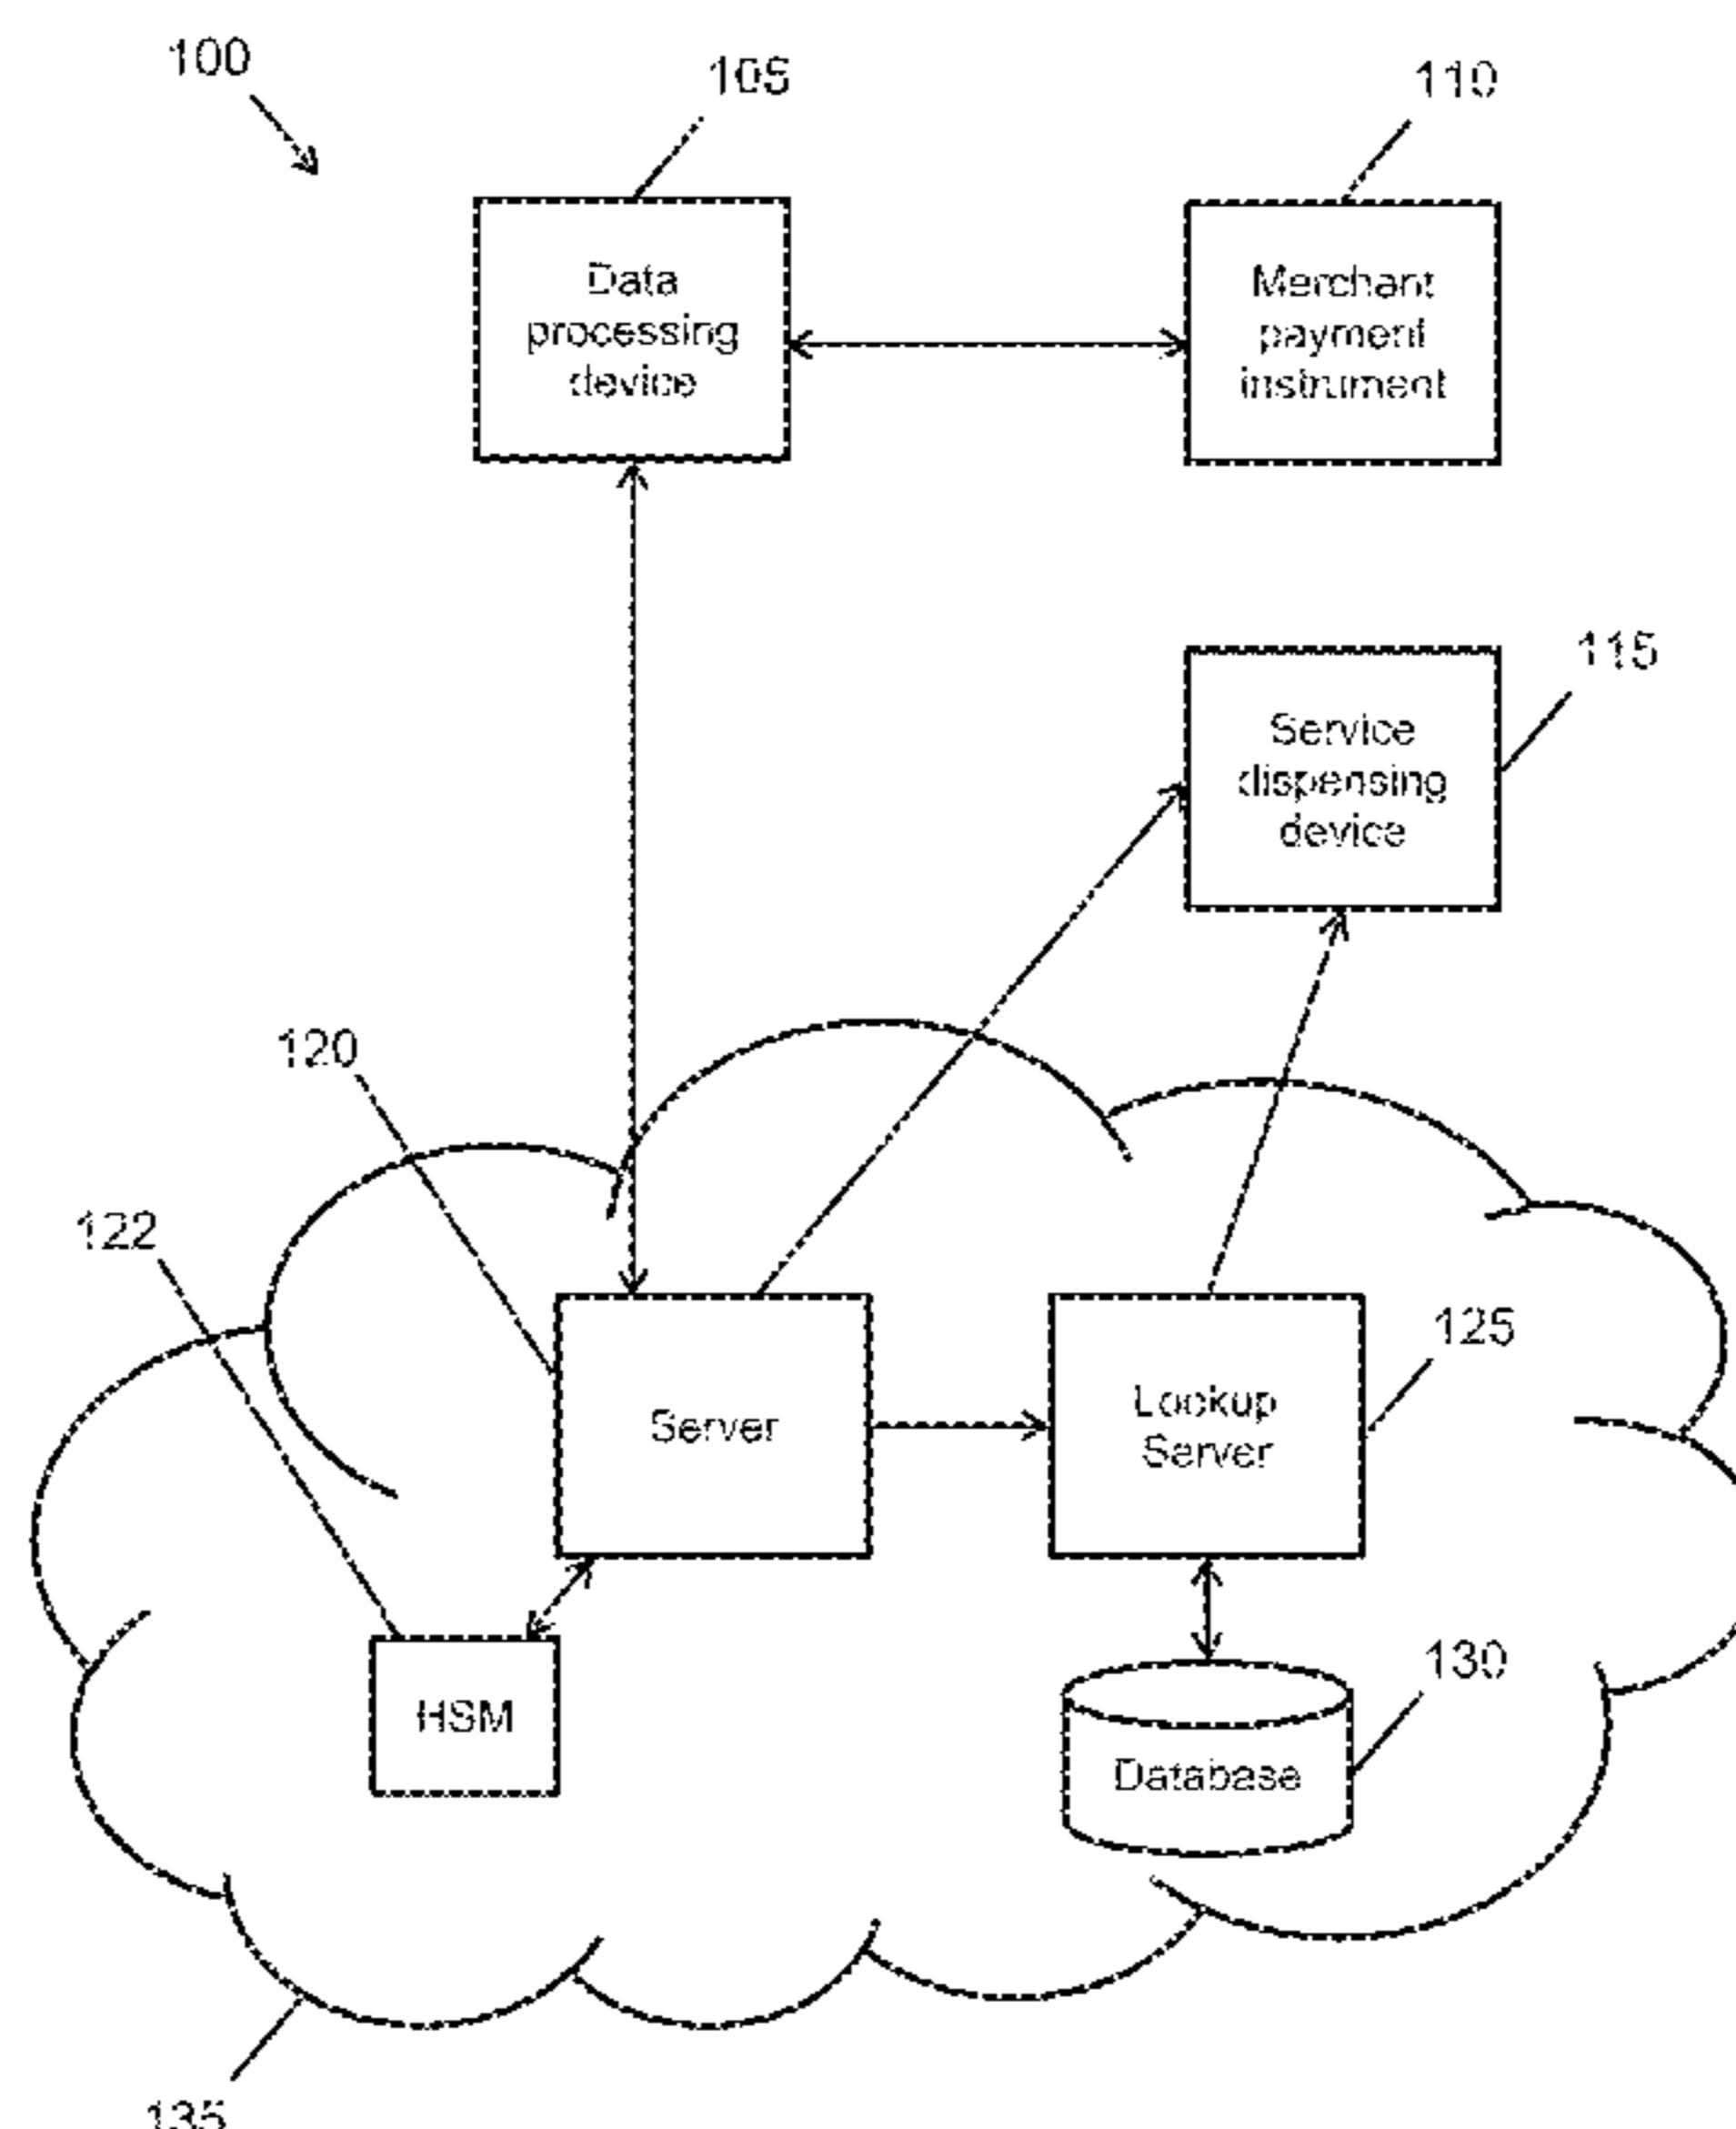 100
105
110
Data
processing
device
Merchant
payment
instrument
115
Service
dispensing
device
120
122
125
Server
Lookup
Server
130
HSM
Database
135